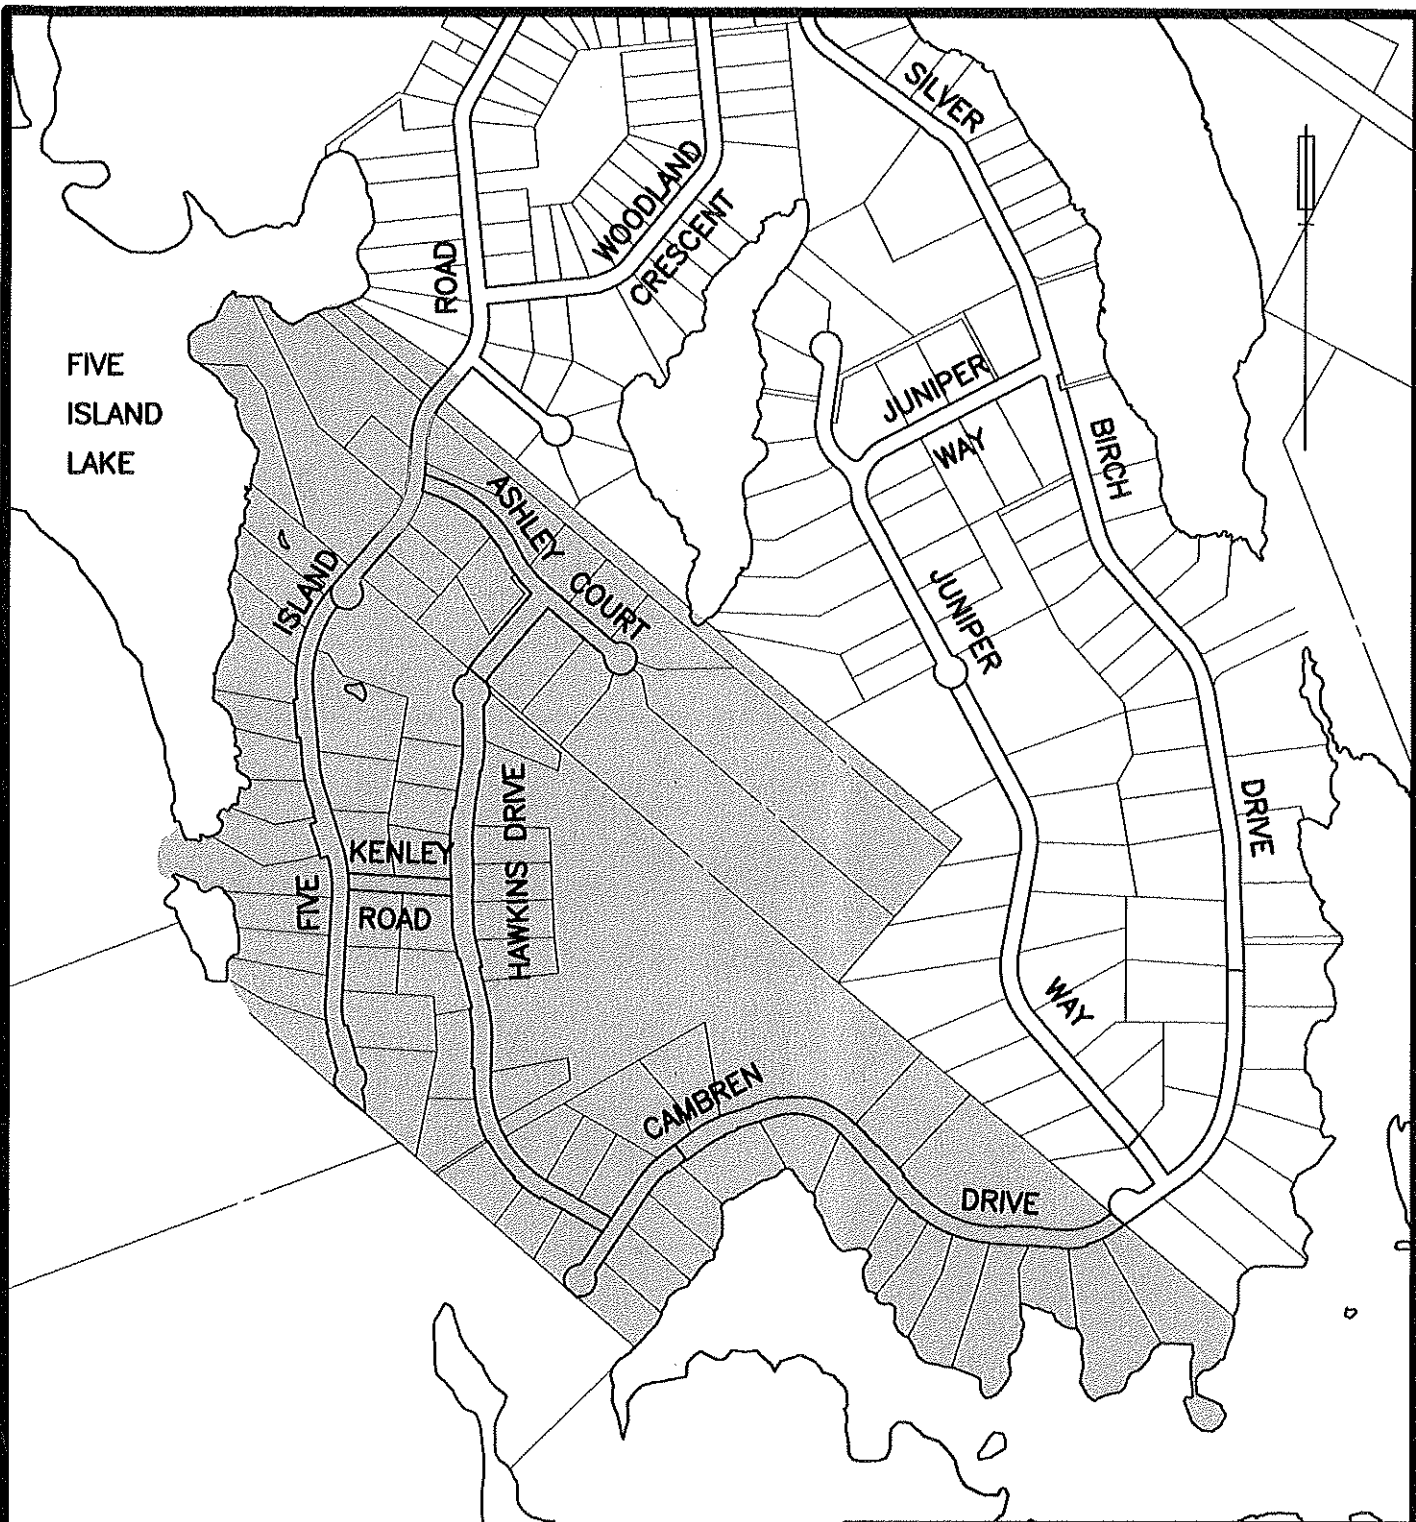 SILVER
WOODLAND
CRESCENT
ROAD
FIVE
ISLAND
LAKE
JUNIPER
WAY
BIRCH
ASHLEY
COURT
ISLAND
JUNIPER
HAWKINS DRIVE
DRIVE
KENLEY
ROAD
FIVE
WAY
CAMBREN
DRIVE